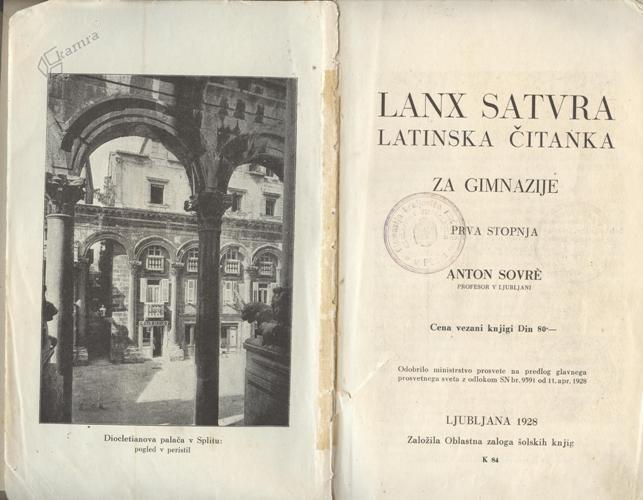 kamra
Diocletianova palača v Splitu:
pogled v peristil
LANX SATVRA
LATINSKA ČITANKA
ZA GIMNAZIJE
PRVA STOPNJA
ANTON SOVRÈ
PROFESOR V LJUBLJANI
Cena vezani knjigi Din 80·—
Odobrilo ministrstvo prosvete na predlog glavnega
prosvetnega sveta z odlokom SN br. 9591 od 11. apr. 1928
LJUBLJANA 1928
Založila Oblastna zaloga šolskih knjig
K 84